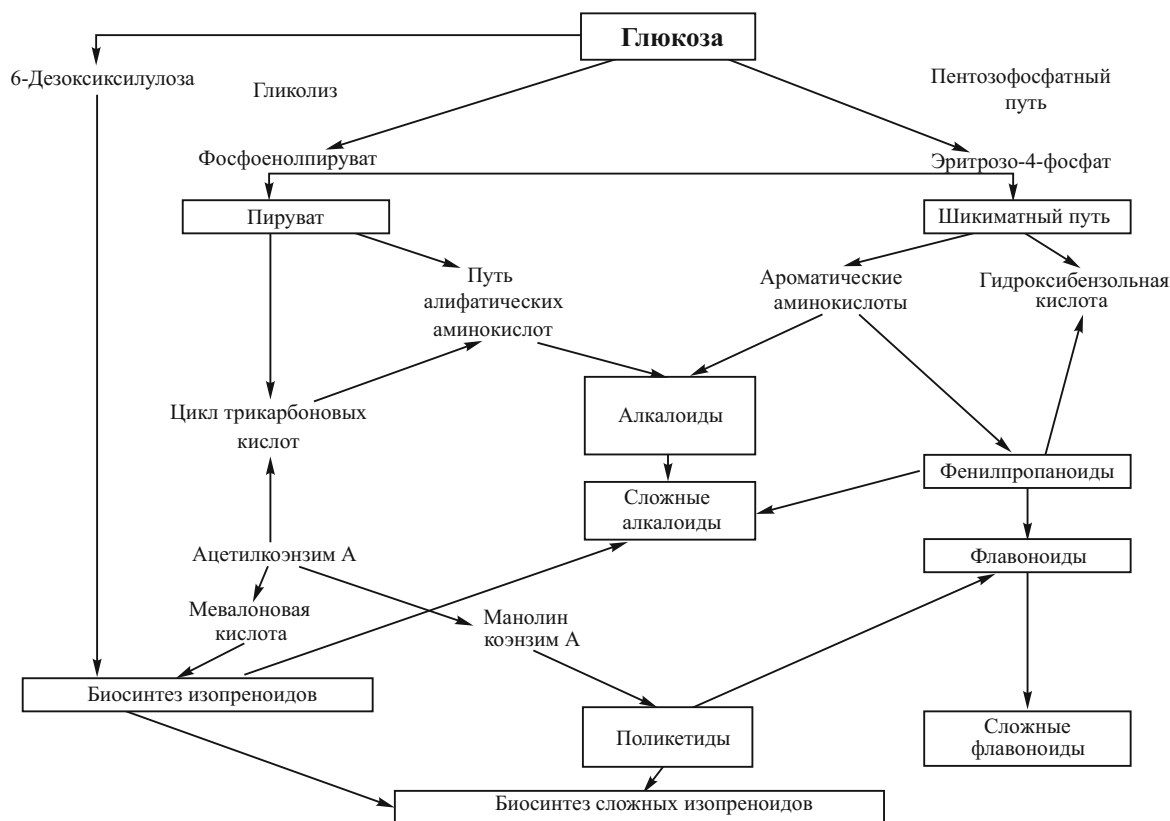 Глюкоза
6-Дезоксиксилулоза
Гликолиз
Пентозофосфатный
путь
Фосфоенолпируват
Эритрозо-4-фосфат
Пируват
Шикиматный путь
Путь
алифатических
аминокислот
Ароматические
аминокислоты
Гидроксибензольная
кислота
Цикл трикарбоновых
кислот
Алкалоиды
Фенилпропаноиды
Сложные
алкалоиды
Ацетилкоэнзим А
Флавоноиды
Мевалоновая
кислота
Манолин
коэнзим А
Биосинтез изопреноидов
Поликетиды
Сложные
флавоноиды
Биосинтез сложных изопреноидов